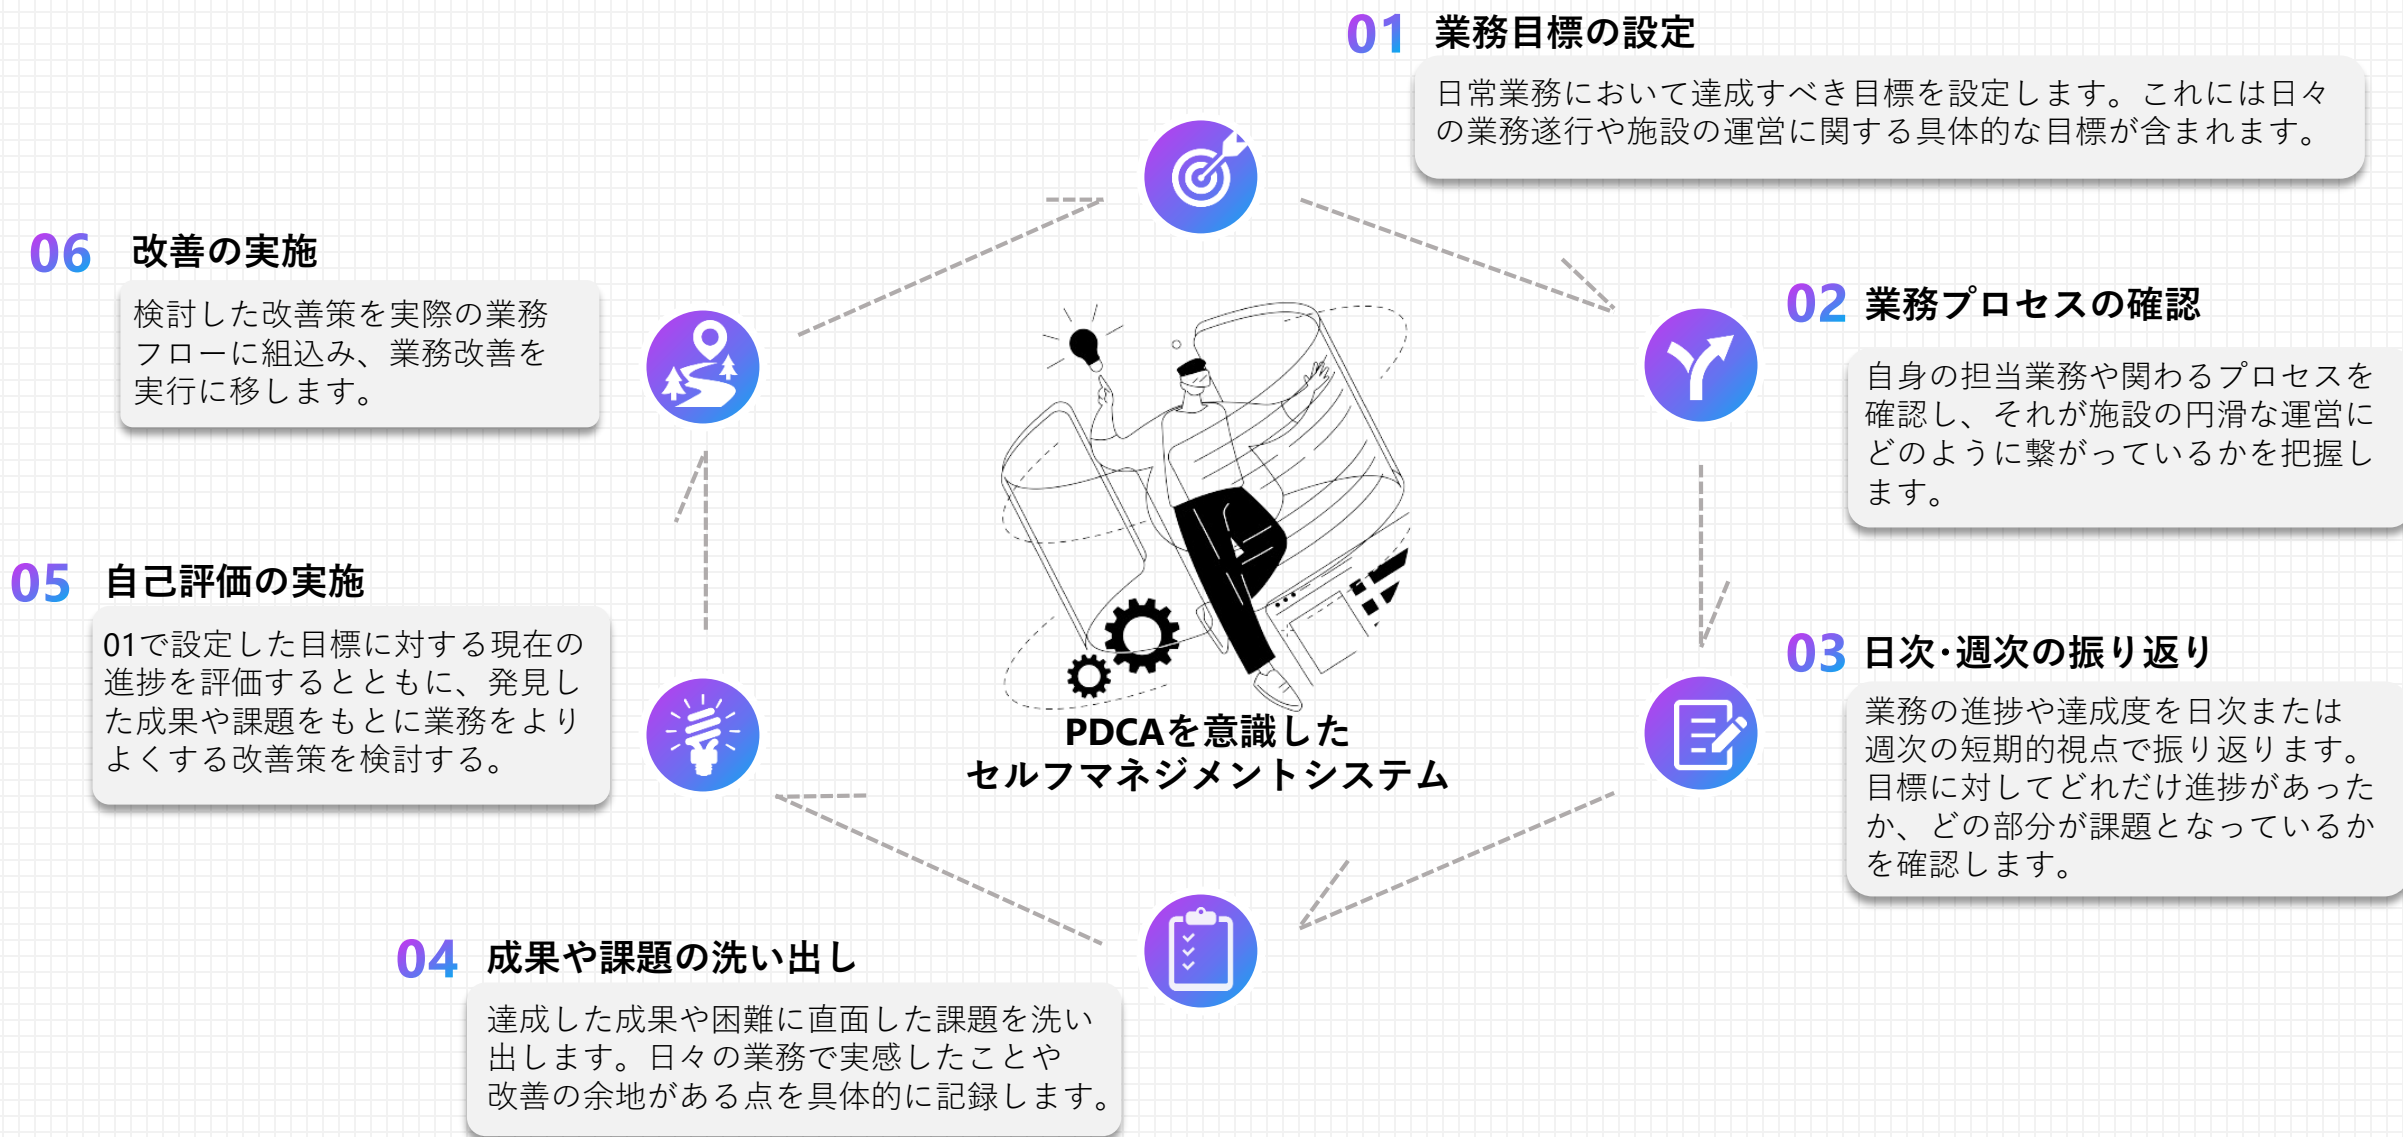 01 業務目標の設定
日常業務において達成すべき目標を設定します。これには日々
の業務遂行や施設の運営に関する具体的な目標が含まれます。
02 業務プロセスの確認
自身の担当業務や関わるプロセスを
確認し、それが施設の円滑な運営に
どのように繋がっているかを把握し
ます。
03 日次･週次の振り返り
業務の進捗や達成度を日次または
週次の短期的視点で振り返ります。
目標に対してどれだけ進捗があった
か、どの部分が課題となっているか
を確認します。
04 成果や課題の洗い出し
達成した成果や困難に直面した課題を洗い
出します。日々の業務で実感したことや
改善の余地がある点を具体的に記録します。
05 自己評価の実施
01で設定した目標に対する現在の
進捗を評価するとともに、発見し
た成果や課題をもとに業務をより
よくする改善策を検討する。
06 改善の実施
検討した改善策を実際の業務
フローに組込み、業務改善を
実行に移します。
PDCAを意識した
セルフマネジメントシステム